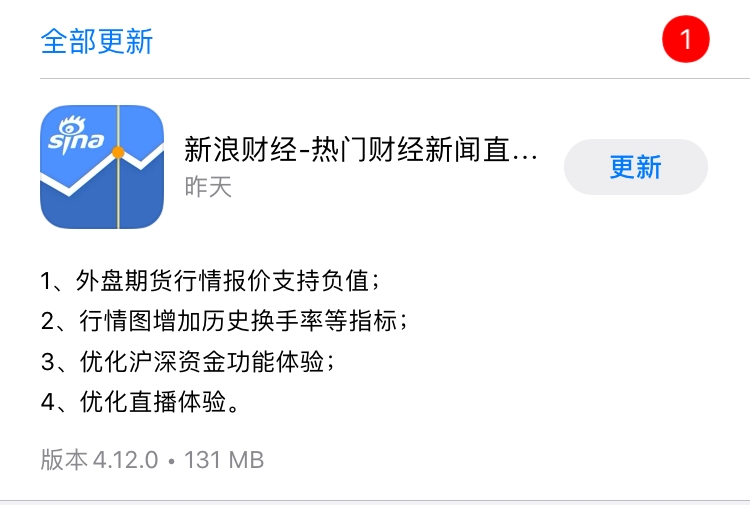 全部更新
1
sina
新浪财经-热门财经新闻直...
昨天
更新
1、外盘期货行情报价支持负值；
2、行情图增加历史换手率等指标；
3、优化沪深资金功能体验；
4、优化直播体验。
版本 4.12.0 • 131 MB